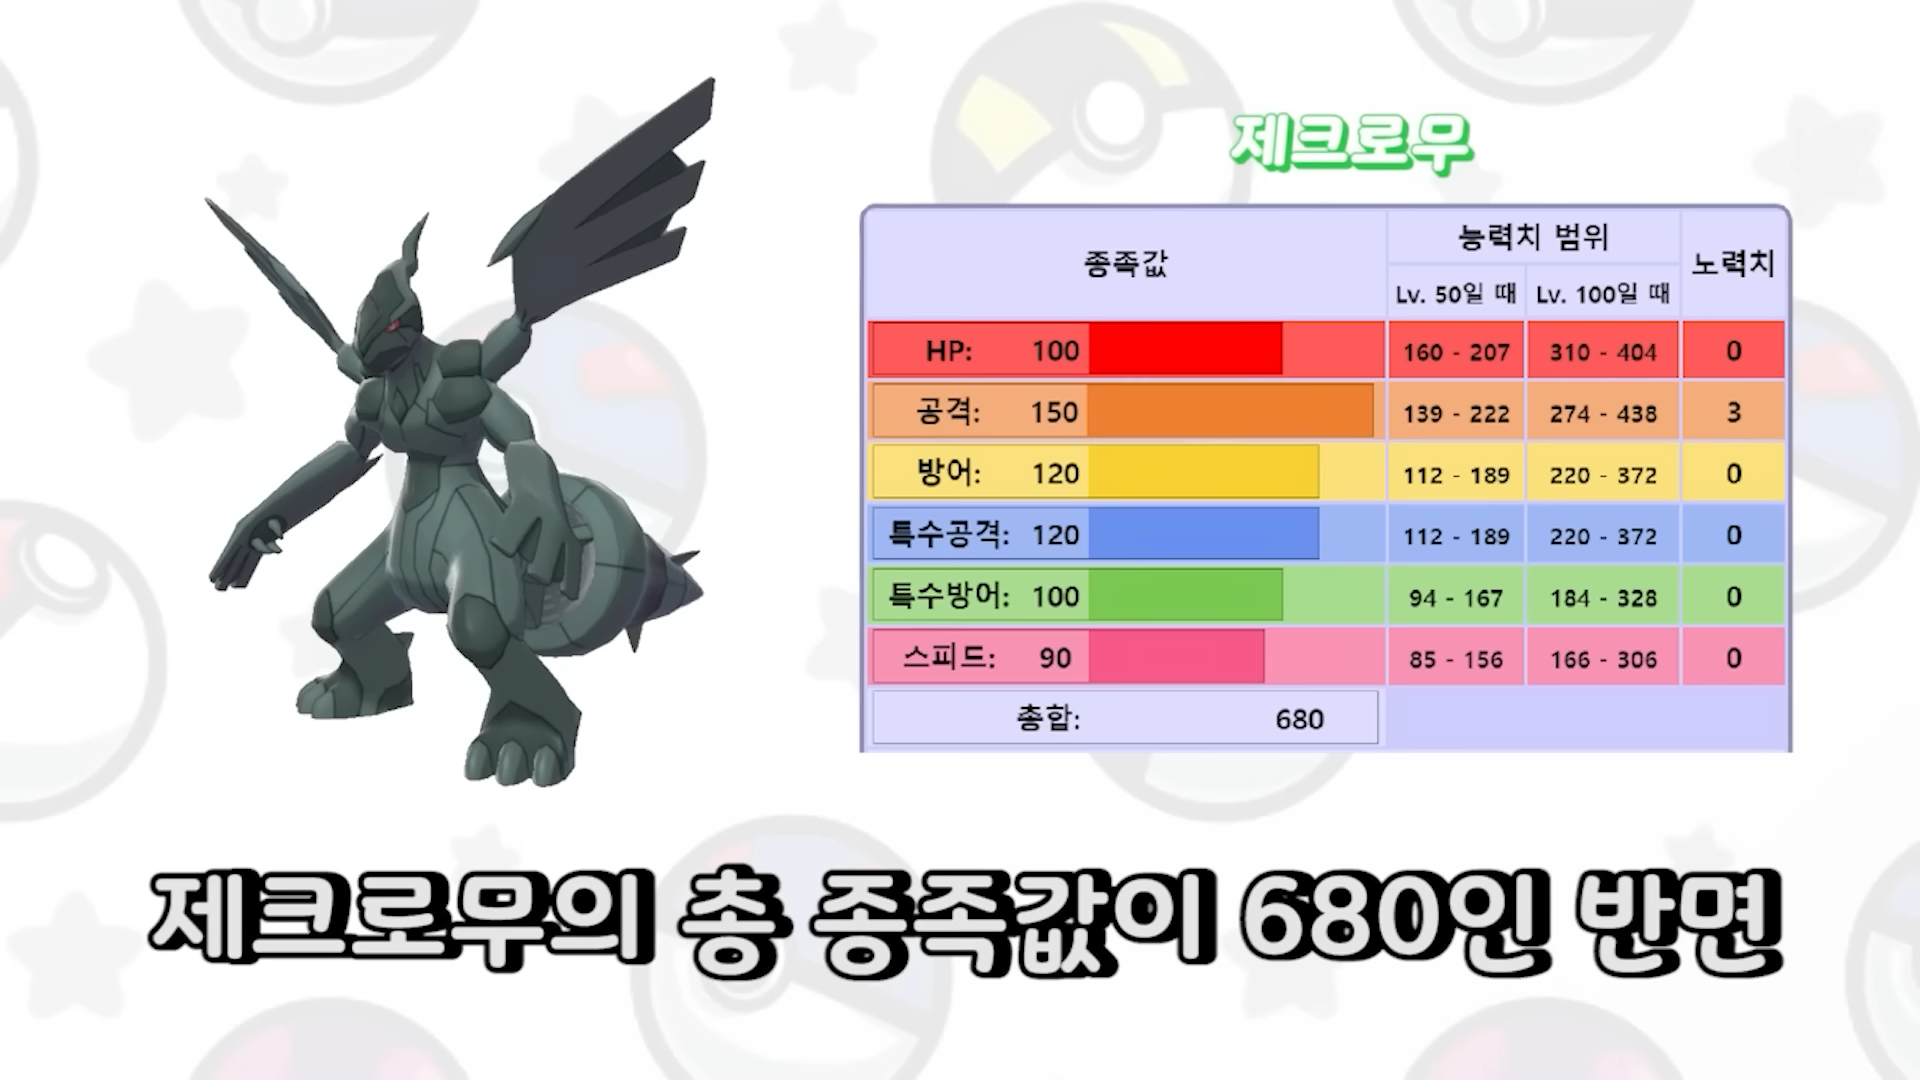 제크로무
종족값 능력치 범위 노력치
Lv. 50일 때 Lv. 100일 때
HP: 100 160 - 207 310 - 404 0
공격: 150 139 - 222 274 - 438 3
방어: 120 112 - 189 220 - 372 0
특수공격: 120 112 - 189 220 - 372 0
특수방어: 100 94 - 167 184 - 328 0
스피드: 90 85 - 156 166 - 306 0
총합: 680
제크로무의 총 종족값이 680인 반면